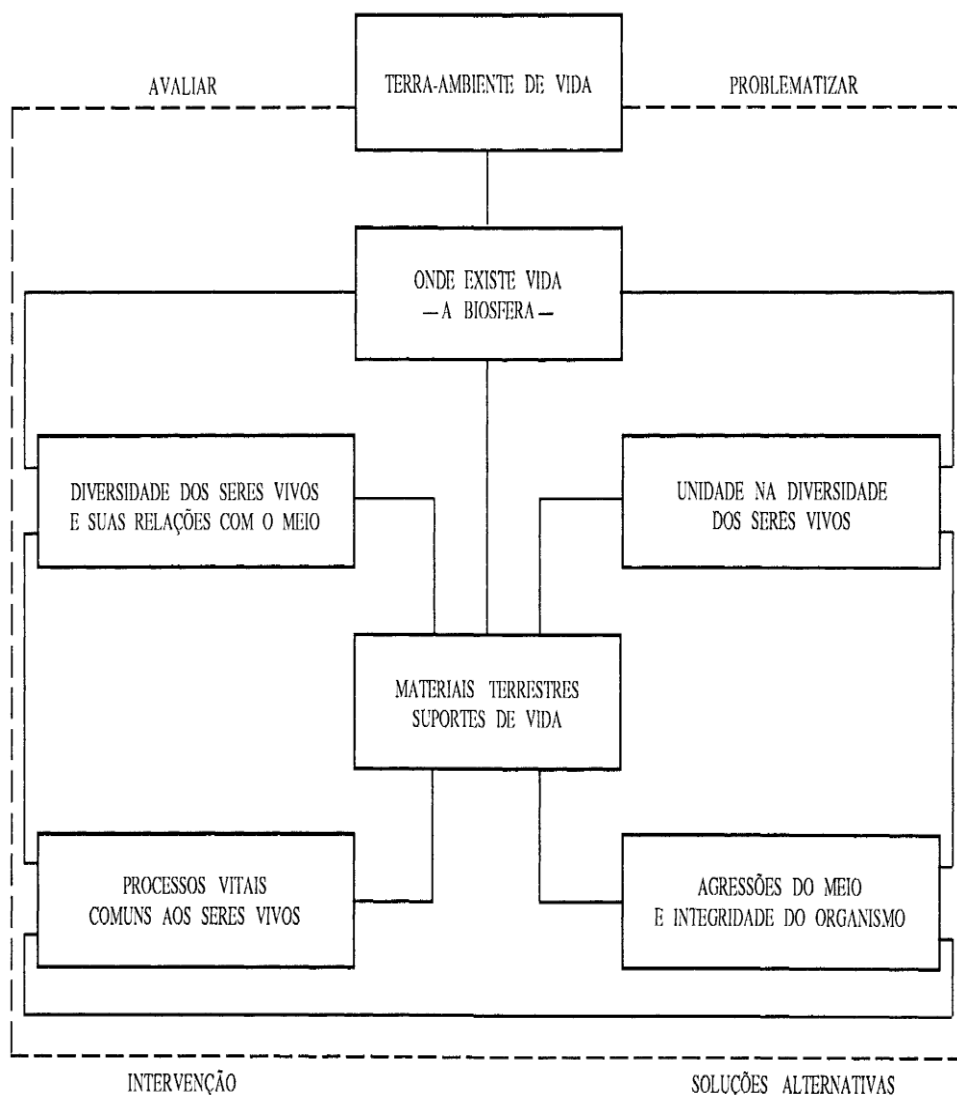 AVALIAR
TERRA-AMBIENTE DE VIDA
PROBLEMATIZAR
ONDE EXISTE VIDA
— A BIOSFERA —
DIVERSIDADE DOS SERES VIVOS
E SUAS RELAÇÕES COM O MEIO
UNIDADE NA DIVERSIDADE
DOS SERES VIVOS
MATERIAIS TERRESTRES
SUPORTES DE VIDA
PROCESSOS VITAIS
COMUNS AOS SERES VIVOS
AGRESSÕES DO MEIO
E INTEGRIDADE DO ORGANISMO
INTERVENÇÃO
SOLUÇÕES ALTERNATIVAS